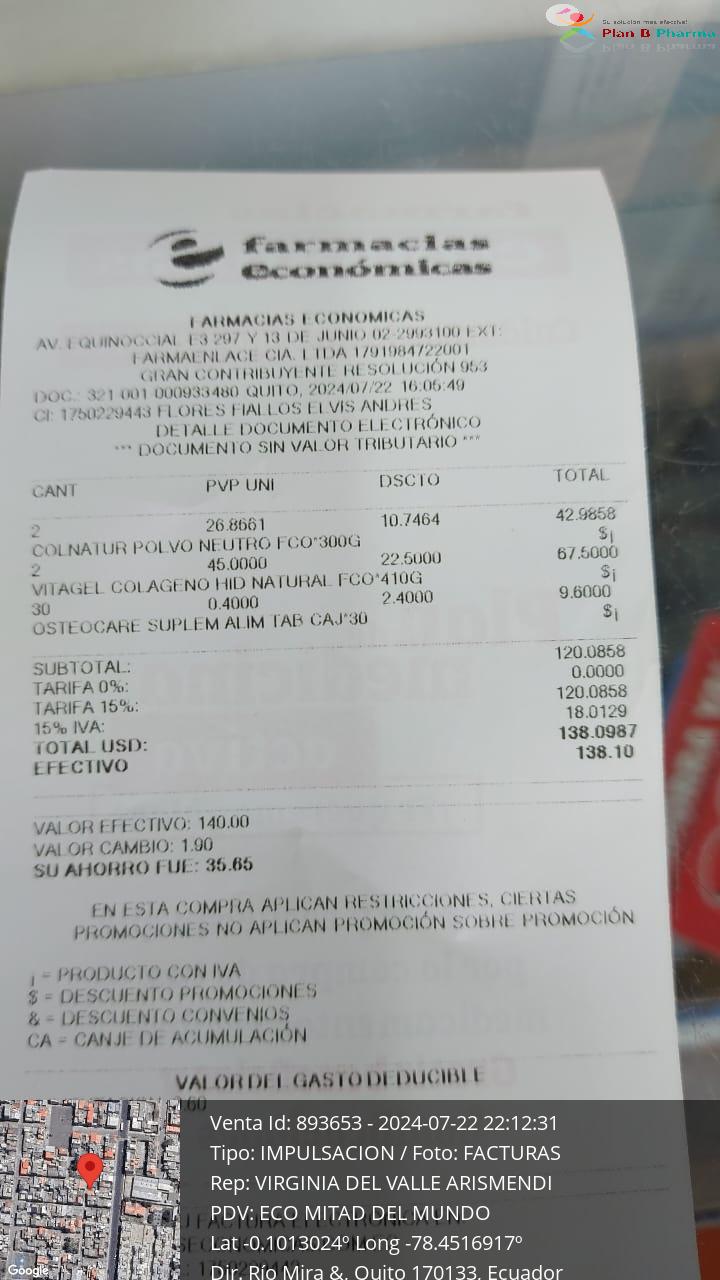 Su solución más efectiva!
Plan B Pharma
farmacias
económicas
FARMACIAS ECONOMICAS
AV. EQUINOCCIAL E3 297 Y 13 DE JUNIO 02-2993100 EXT:
FARMAENLACE CIA. LTDA 1791984722001
GRAN CONTRIBUYENTE RESOLUCIÓN 953
DOC.: 321 001 000933480 QUITO, 2024/07/22 16:05:49
CI: 1750229443 FLORES FIALLOS ELVIS ANDRES
DETALLE DOCUMENTO ELECTRÓNICO
*** DOCUMENTO SIN VALOR TRIBUTARIO ***
CANT PVP UNI DSCTO TOTAL
2 26.8661 10.7464 42.9858
COLNATUR POLVO NEUTRO FCO*300G $¡
2 45.0000 22.5000 67.5000
VITAGEL COLAGENO HID NATURAL FCO*410G $¡
30 0.4000 2.4000 9.6000
OSTEOCARE SUPLEM ALIM TAB CAJ*30 $¡
SUBTOTAL: 120.0858
TARIFA 0%: 0.0000
TARIFA 15%: 120.0858
15% IVA: 18.0129
TOTAL USD: 138.0987
EFECTIVO 138.10
VALOR EFECTIVO: 140.00
VALOR CAMBIO: 1.90
SU AHORRO FUE: 35.65
EN ESTA COMPRA APLICAN RESTRICCIONES, CIERTAS
PROMOCIONES NO APLICAN PROMOCIÓN SOBRE PROMOCIÓN
¡ = PRODUCTO CON IVA
$ = DESCUENTO PROMOCIONES
& = DESCUENTO CONVENIOS
CA = CANJE DE ACUMULACIÓN
VALOR DEL GASTO DEDUCIBLE
Venta Id: 893653 - 2024-07-22 22:12:31
Tipo: IMPULSACION / Foto: FACTURAS
Rep: VIRGINIA DEL VALLE ARISMENDI
PDV: ECO MITAD DEL MUNDO
Lat -0.1013024º Long -78.4516917º
Dir. Río Mira &, Quito 170133, Ecuador
Google